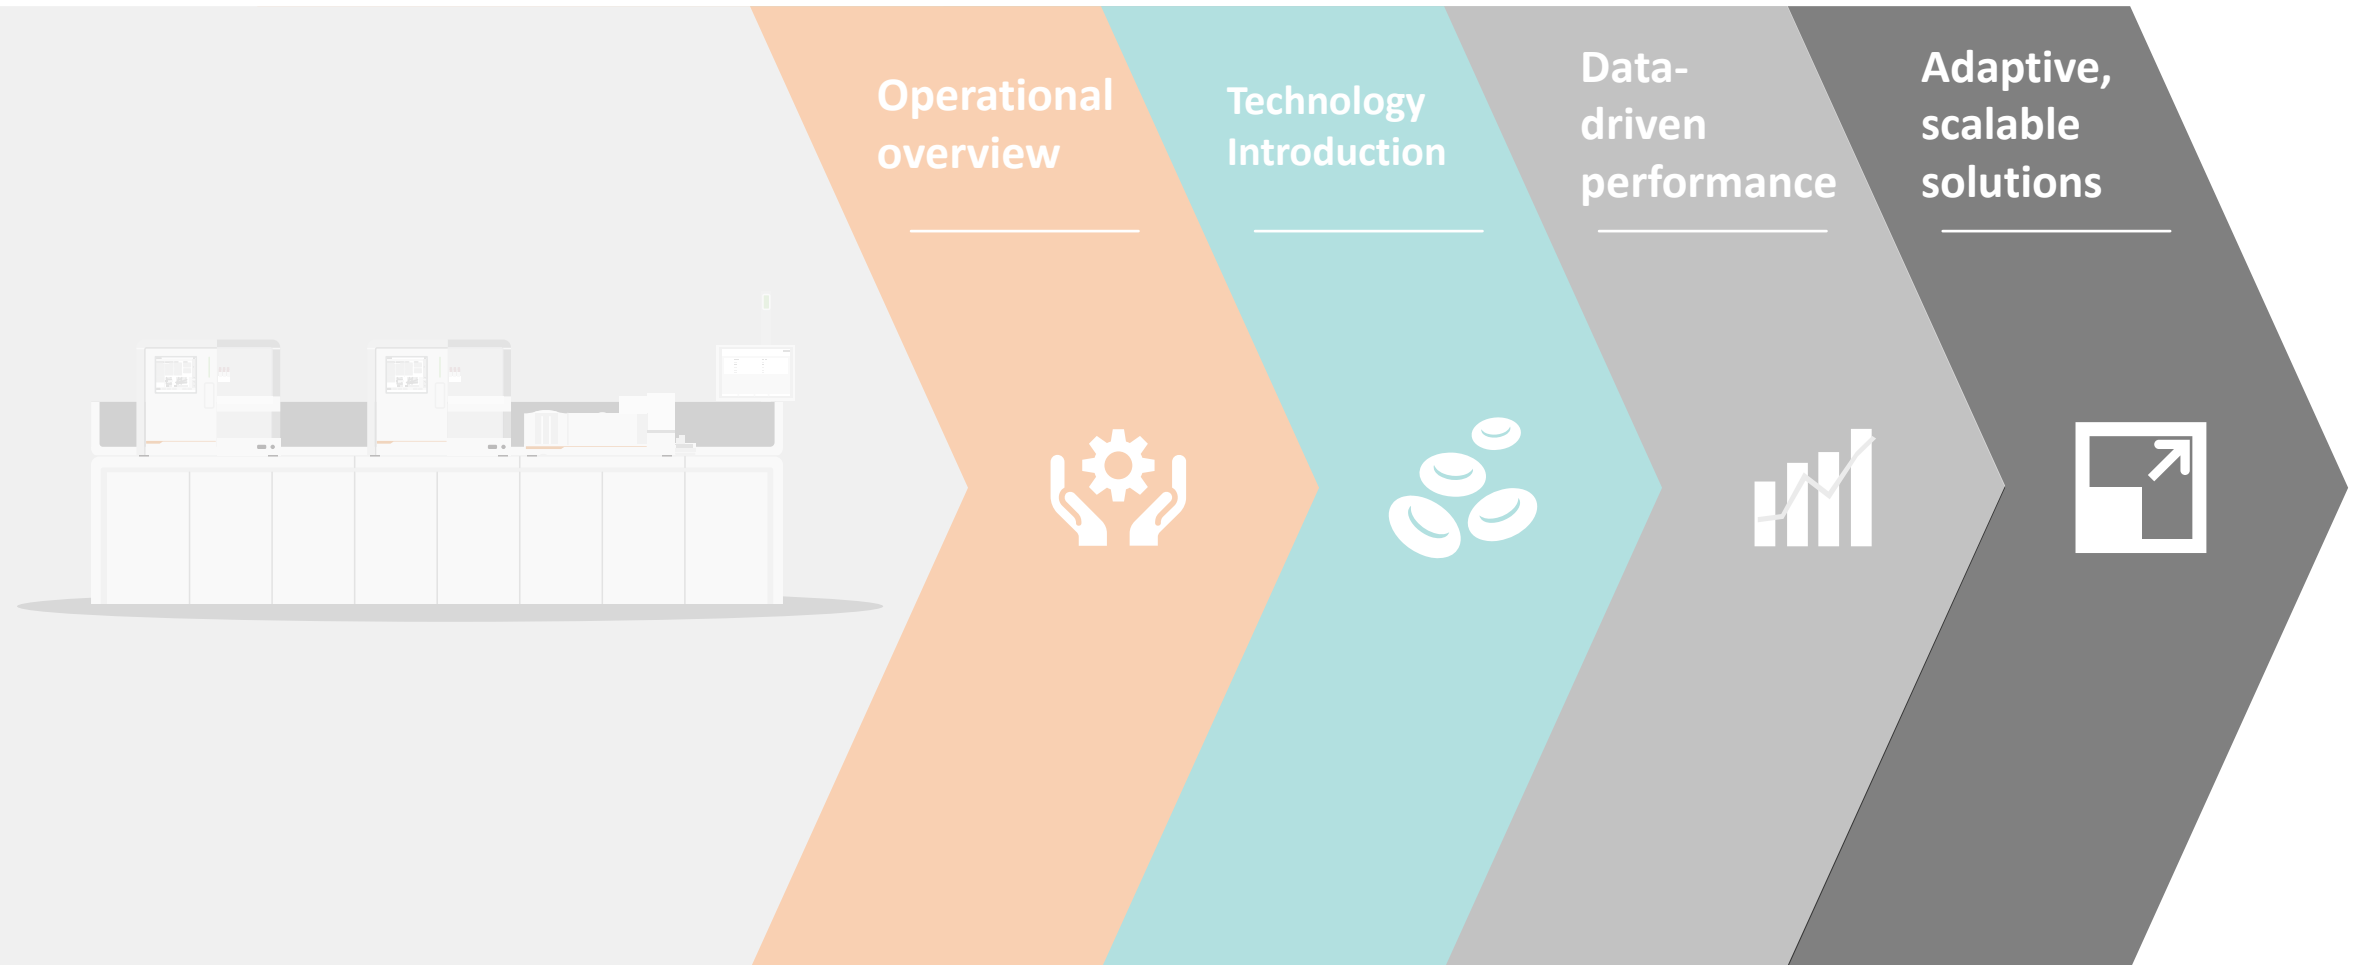 Operational
overview
Technology
Introduction
Data-
driven
performance
Adaptive,
scalable
solutions